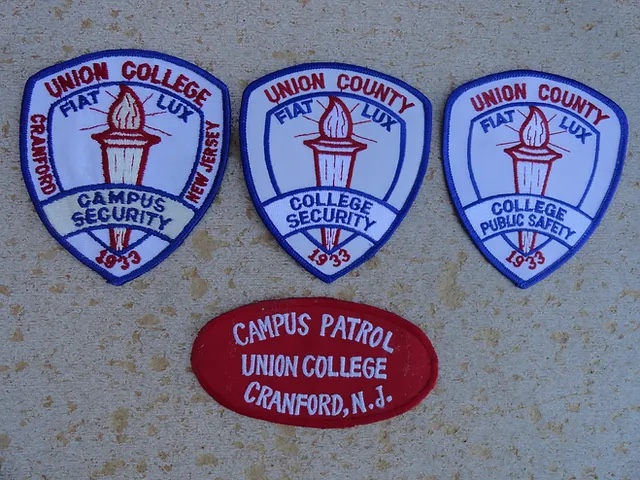 UNION COLLEGE
FIAT LUX
CRANFORD
NEW JERSEY
CAMPUS
SECURITY
1933
UNION COUNTY
FIAT LUX
COLLEGE
SECURITY
1933
UNION COUNTY
FIAT LUX
COLLEGE
PUBLIC SAFETY
1933
CAMPUS PATROL
UNION COLLEGE
CRANFORD, N.J.